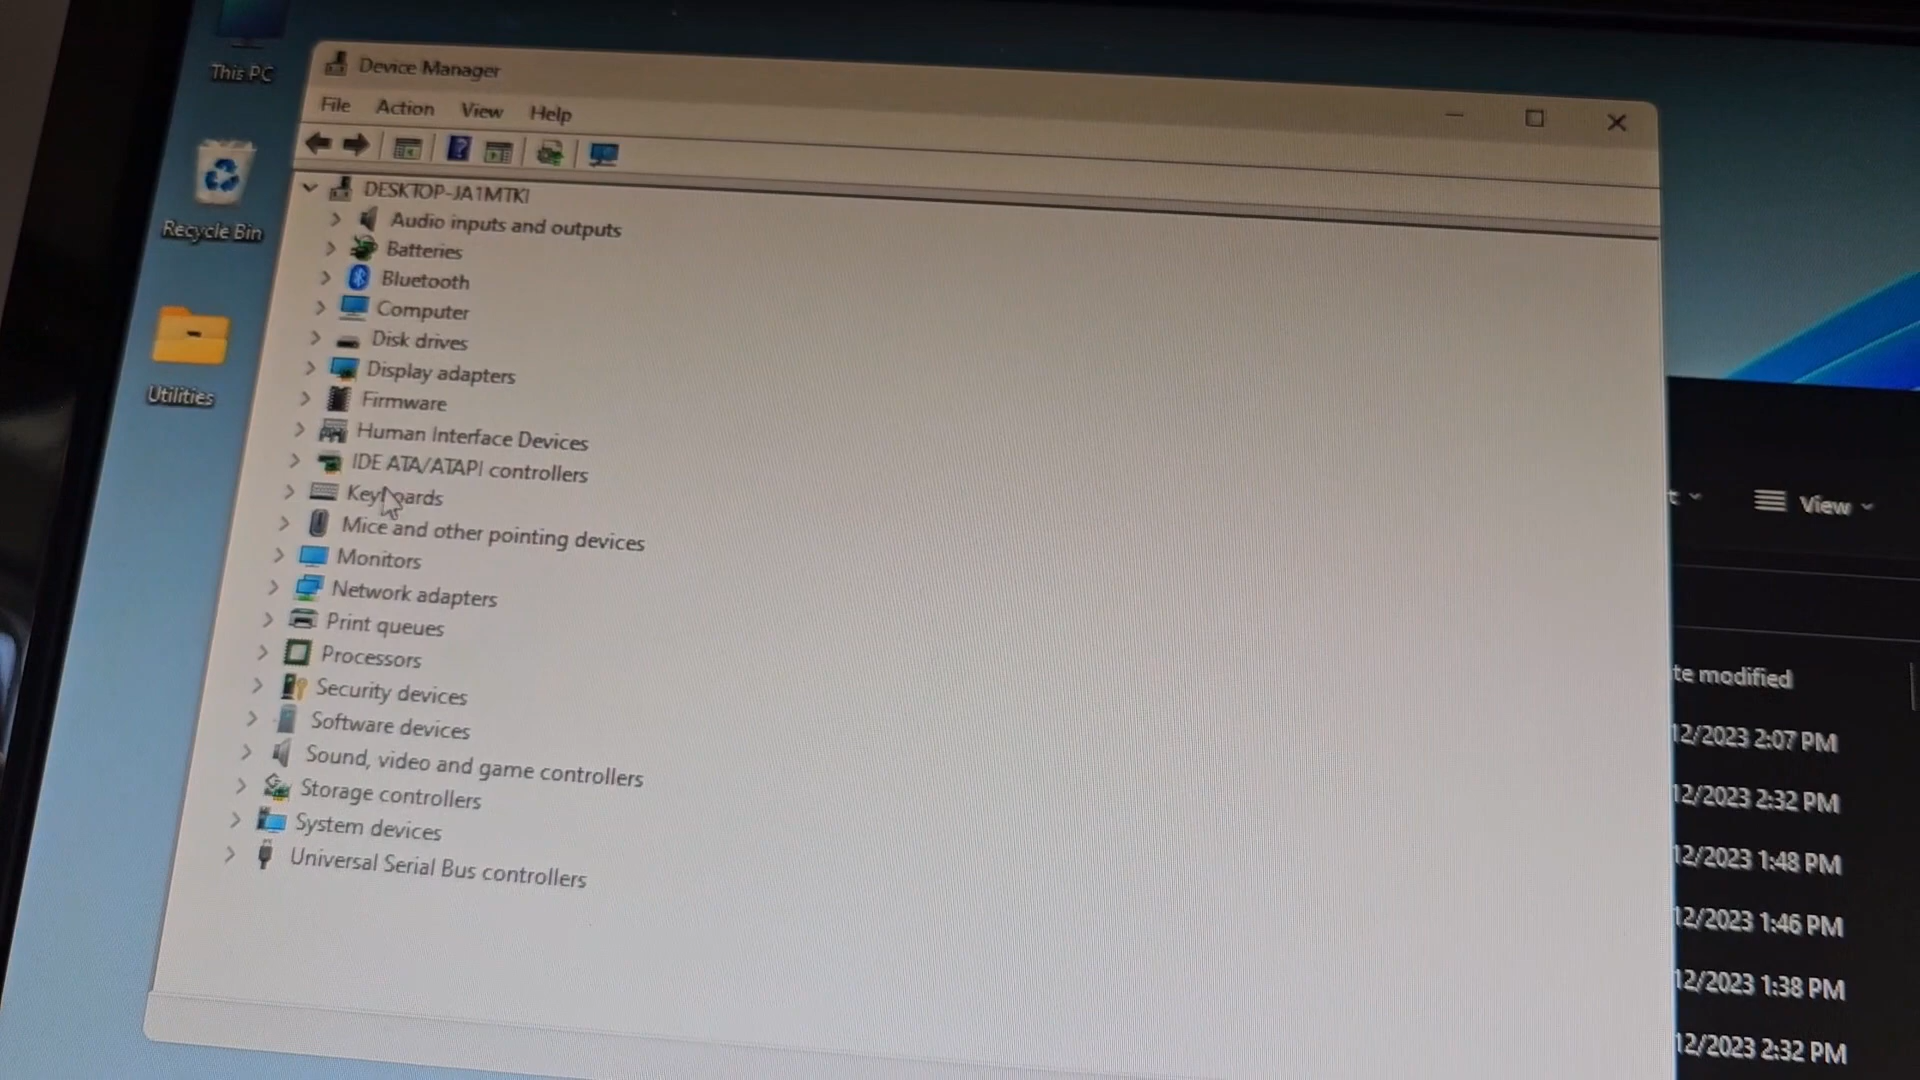 This PC
Recycle Bin
Utilities
Device Manager
File Action View Help
DESKTOP-JA1MTKI
Audio inputs and outputs
Batteries
Bluetooth
Computer
Disk drives
Display adapters
Firmware
Human Interface Devices
IDE ATA/ATAPI controllers
Keyboards
Mice and other pointing devices
Monitors
Network adapters
Print queues
Processors
Security devices
Software devices
Sound, video and game controllers
Storage controllers
System devices
Universal Serial Bus controllers
t View
te modified
12/2023 2:07 PM
12/2023 2:32 PM
12/2023 1:48 PM
12/2023 1:46 PM
12/2023 1:38 PM
12/2023 2:32 PM